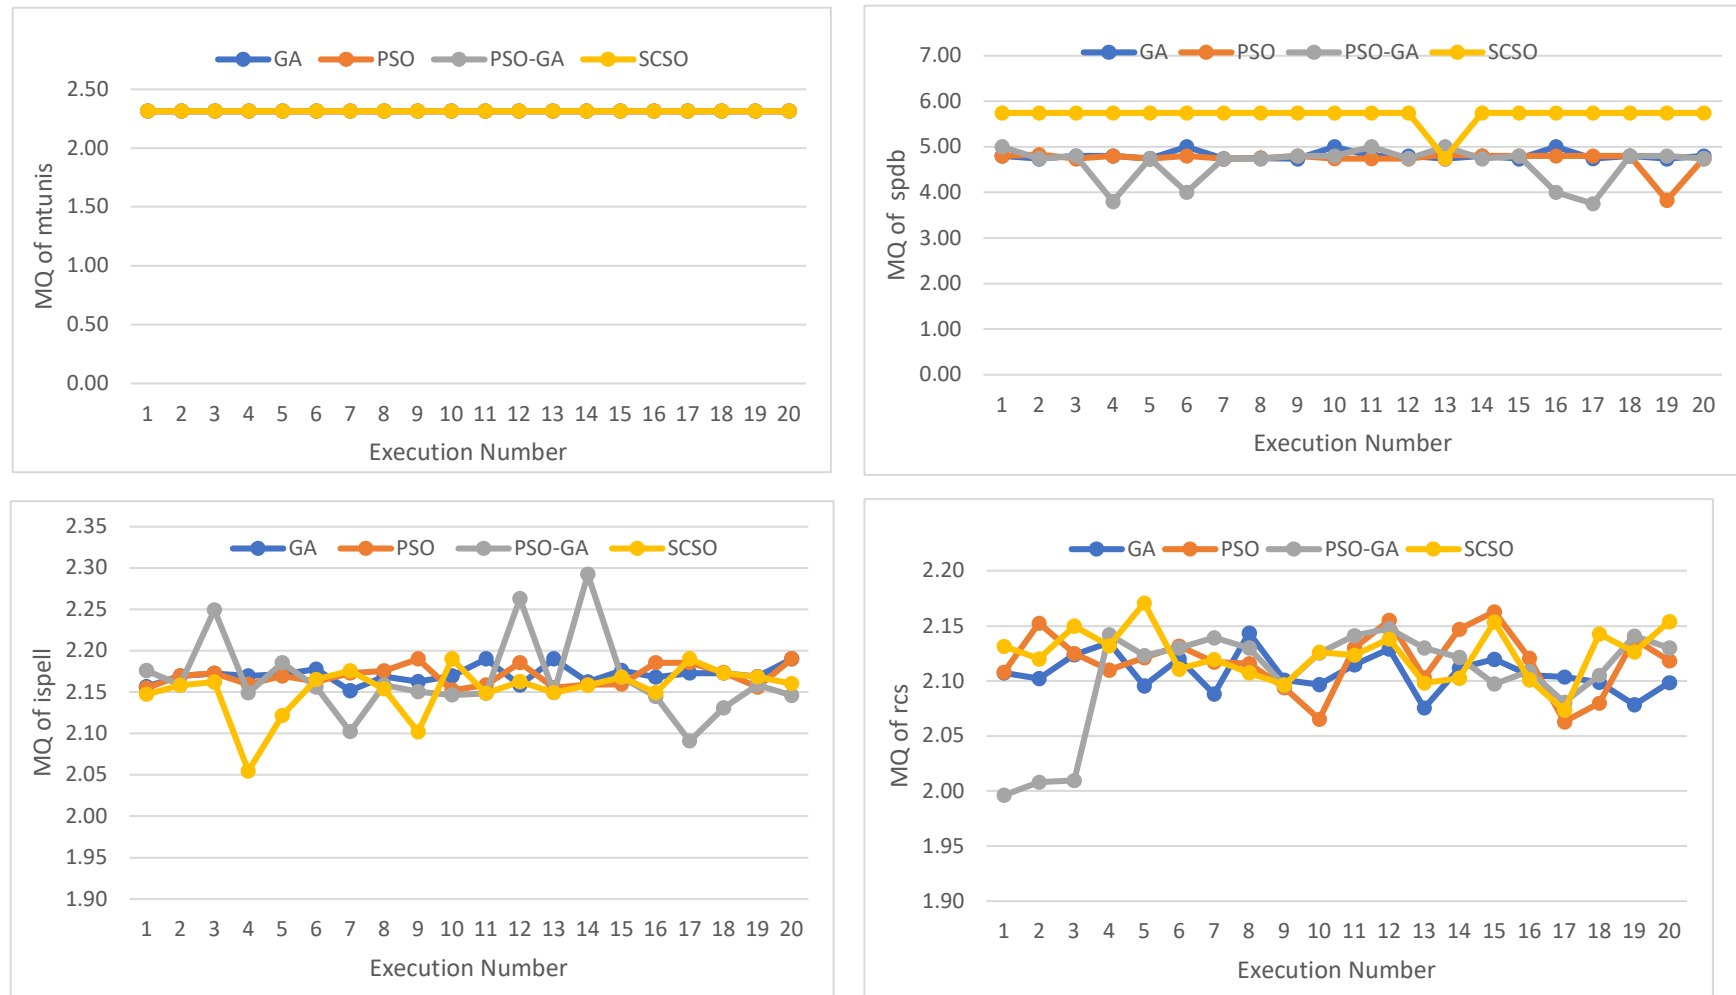 GA PSO PSO-GA SCSO
2.50
2.00
1.50
1.00
0.50
0.00
MQ of mtunis
1 2 3 4 5 6 7 8 9 10 11 12 13 14 15 16 17 18 19 20
Execution Number
GA PSO PSO-GA SCSO
7.00
6.00
5.00
4.00
3.00
2.00
1.00
0.00
MQ of spdb
1 2 3 4 5 6 7 8 9 10 11 12 13 14 15 16 17 18 19 20
Execution Number
GA PSO PSO-GA SCSO
2.35
2.30
2.25
2.20
2.15
2.10
2.05
2.00
1.95
1.90
MQ of ispell
1 2 3 4 5 6 7 8 9 10 11 12 13 14 15 16 17 18 19 20
Execution Number
GA PSO PSO-GA SCSO
2.20
2.15
2.10
2.05
2.00
1.95
1.90
MQ of rcs
1 2 3 4 5 6 7 8 9 10 11 12 13 14 15 16 17 18 19 20
Execution Number